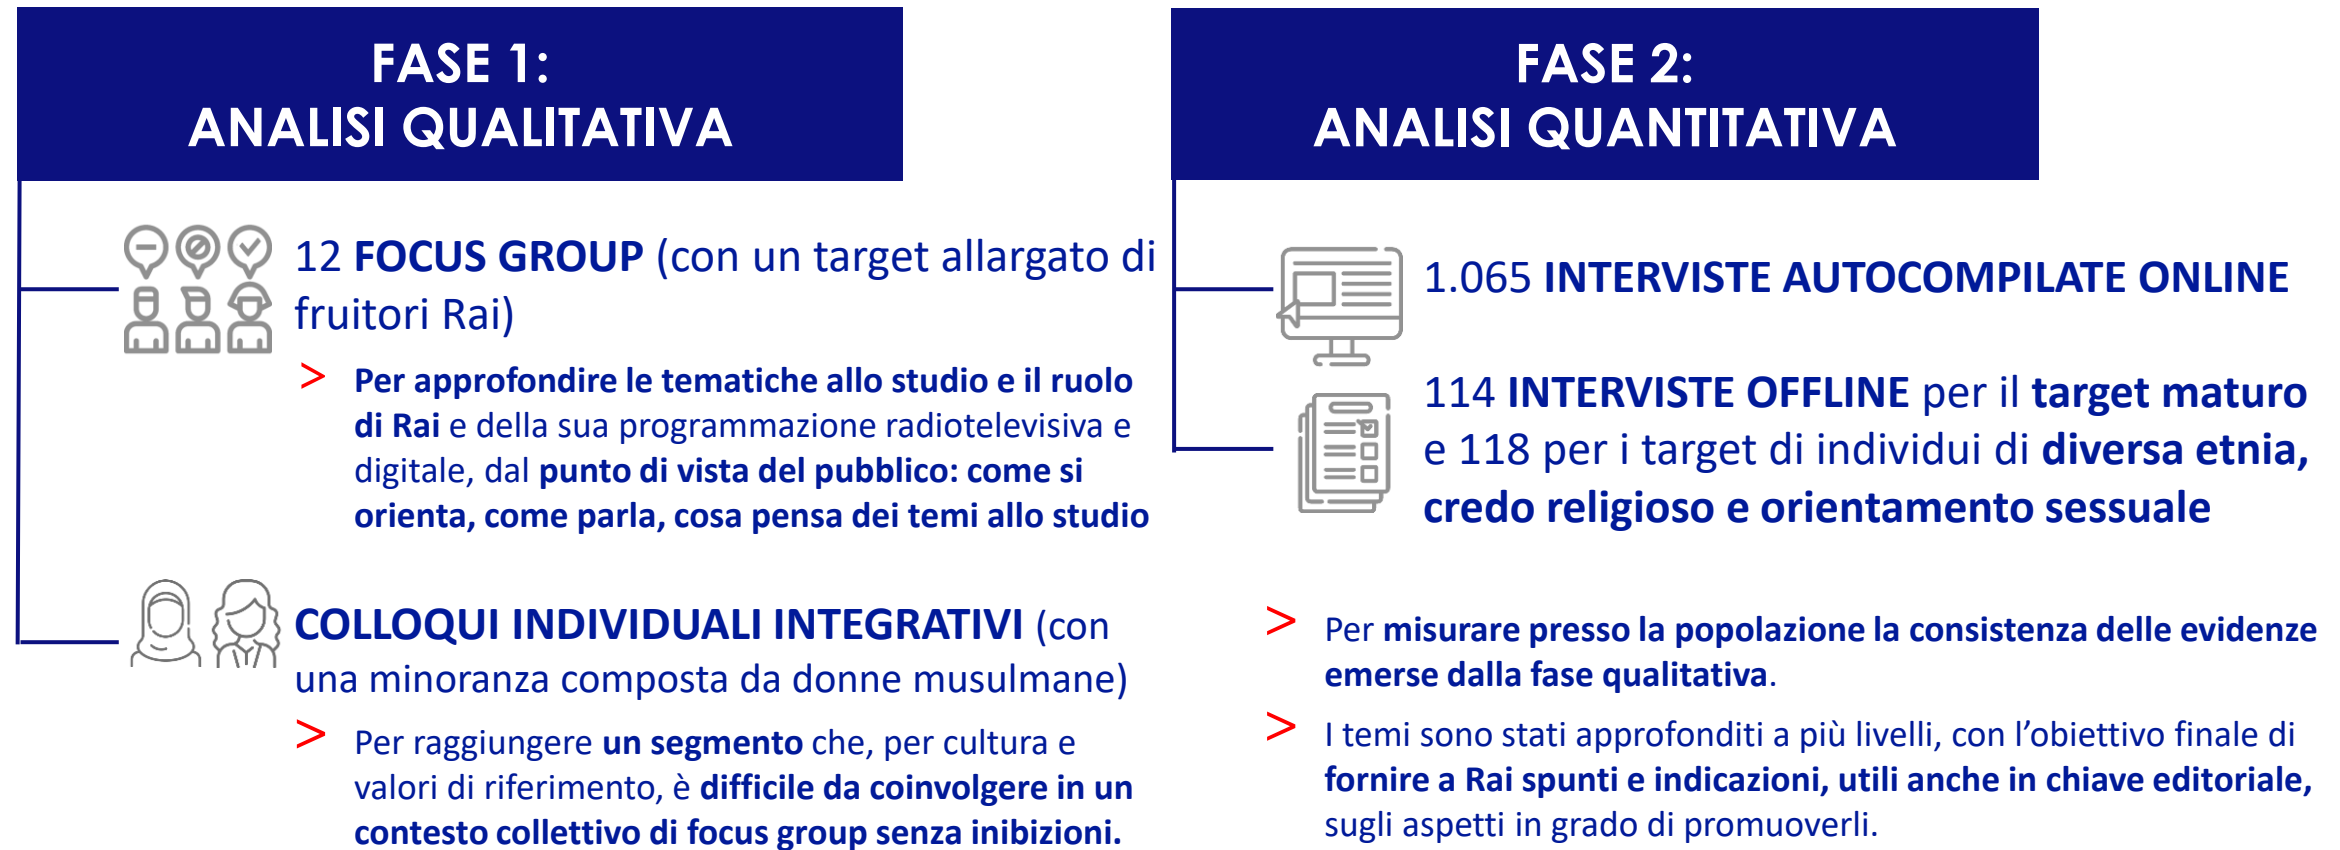 FASE 1:
ANALISI QUALITATIVA
12 FOCUS GROUP (con un target allargato di
fruitori Rai)
> Per approfondire le tematiche allo studio e il ruolo
di Rai e della sua programmazione radiotelevisiva e
digitale, dal punto di vista del pubblico: come si
orienta, come parla, cosa pensa dei temi allo studio
COLLOQUI INDIVIDUALI INTEGRATIVI (con
una minoranza composta da donne musulmane)
> Per raggiungere un segmento che, per cultura e
valori di riferimento, è difficile da coinvolgere in un
contesto collettivo di focus group senza inibizioni.
FASE 2:
ANALISI QUANTITATIVA
1.065 INTERVISTE AUTOCOMPILATE ONLINE
114 INTERVISTE OFFLINE per il target maturo
e 118 per i target di individui di diversa etnia,
credo religioso e orientamento sessuale
> Per misurare presso la popolazione la consistenza delle evidenze
emerse dalla fase qualitativa.
> I temi sono stati approfonditi a più livelli, con l’obiettivo finale di
fornire a Rai spunti e indicazioni, utili anche in chiave editoriale,
sugli aspetti in grado di promuoverli.